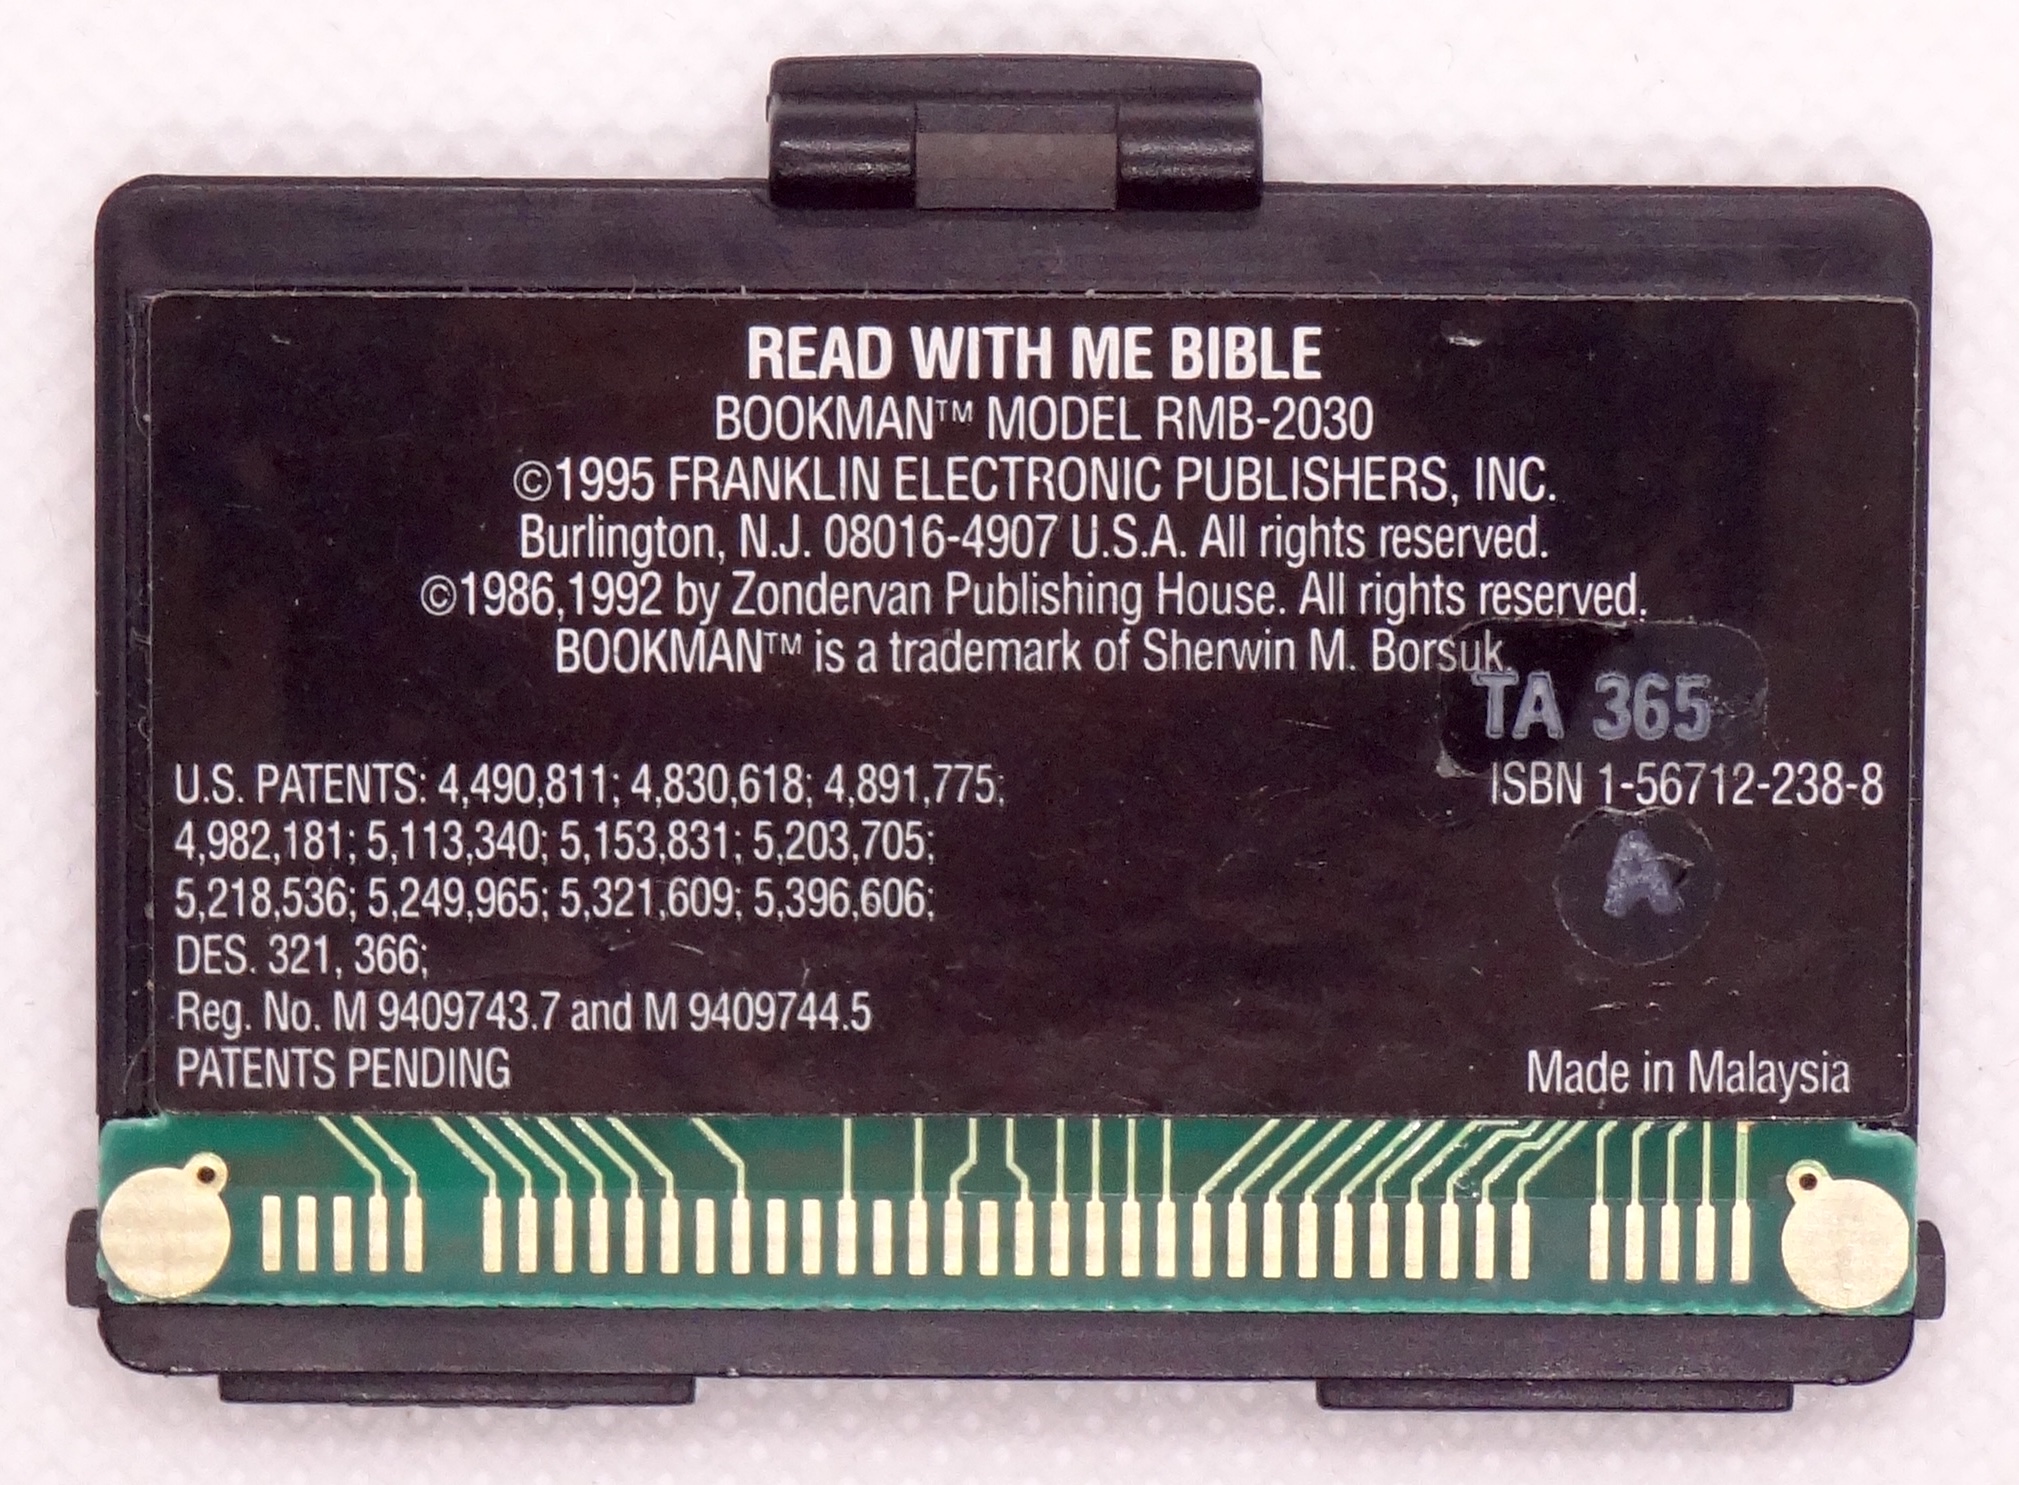 READ WITH ME BIBLE
BOOKMAN™ MODEL RMB-2030
©1995 FRANKLIN ELECTRONIC PUBLISHERS, INC.
Burlington, N.J. 08016-4907 U.S.A. All rights reserved.
©1986,1992 by Zondervan Publishing House. All rights reserved.
BOOKMAN™ is a trademark of Sherwin M. Borsuk.
TA 365
U.S. PATENTS: 4,490,811; 4,830,618; 4,891,775;
4,982,181; 5,113,340; 5,153,831; 5,203,705;
5,218,536; 5,249,965; 5,321,609; 5,396,606;
DES. 321, 366;
Reg. No. M 9409743.7 and M 9409744.5
PATENTS PENDING
ISBN 1-56712-238-8
A
Made in Malaysia